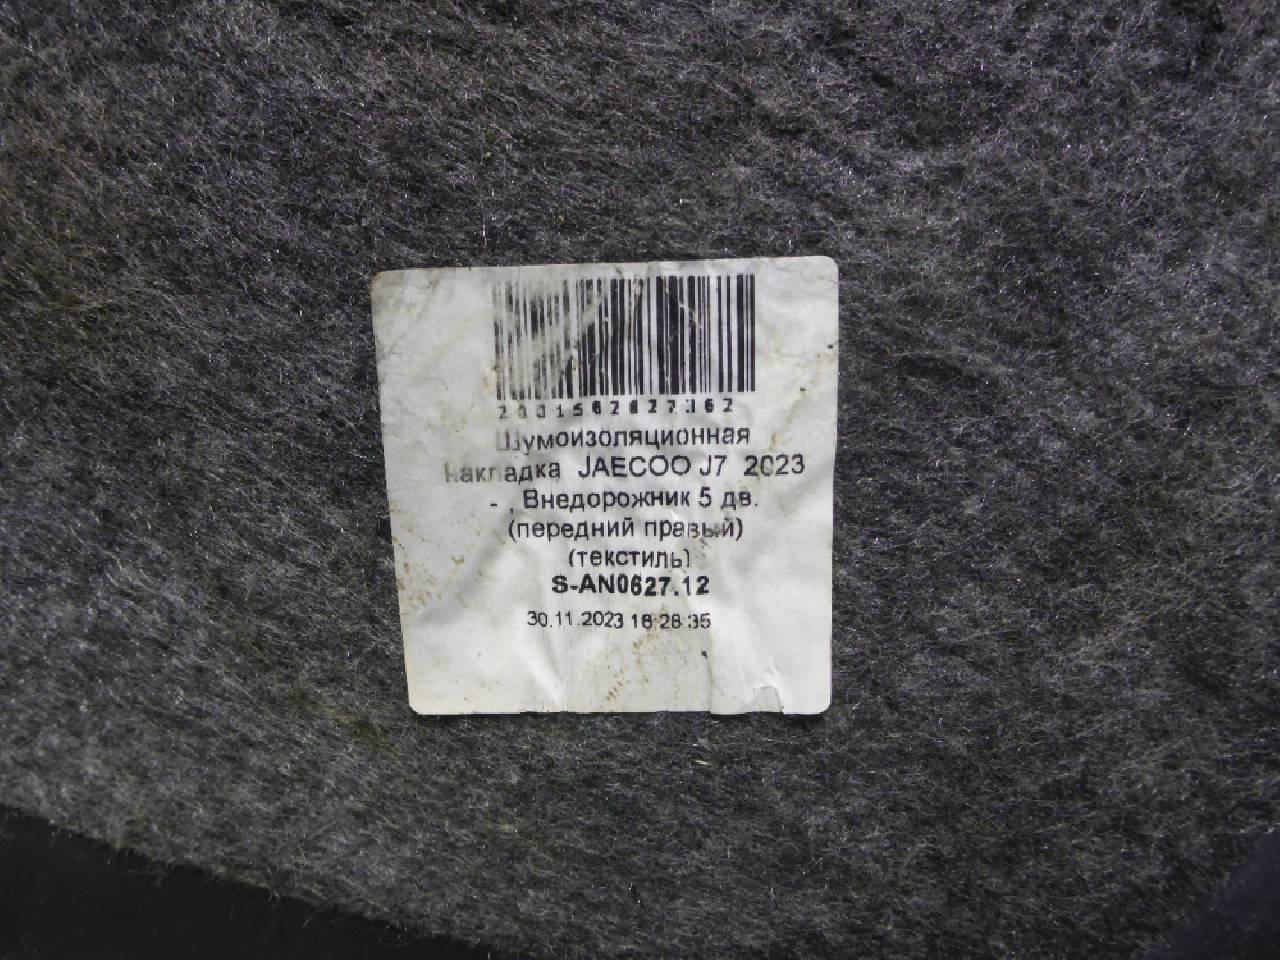 2001562627362
Шумоизоляционная
накладка JAECOO J7 2023
- , Внедорожник 5 дв.
(передний правый)
(текстиль)
S-AN0627.12
30.11.2023 16:28:35